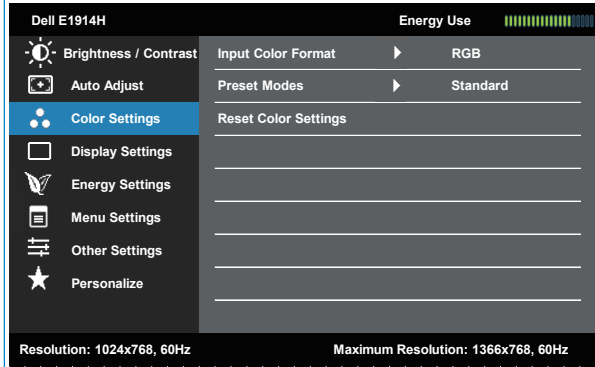 Dell E1914H Energy Use
Brightness / Contrast Input Color Format RGB
Auto Adjust Preset Modes Standard
Color Settings Reset Color Settings
Display Settings
Energy Settings
Menu Settings
Other Settings
Personalize
Resolution: 1024x768, 60Hz Maximum Resolution: 1366x768, 60Hz